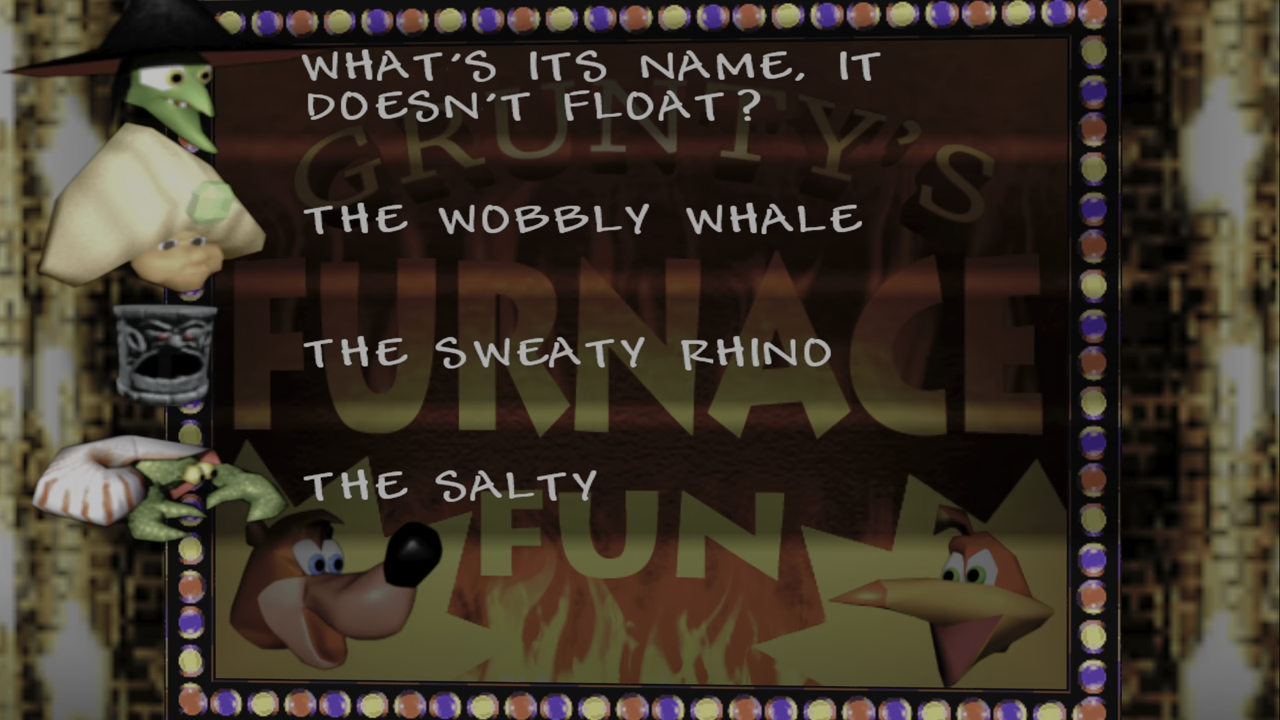 WHAT'S ITS NAME, IT
DOESN'T FLOAT?
GRUNTY'S
THE WOBBLY WHALE
FURNACE
THE SWEATY RHINO
THE SALTY
FUN